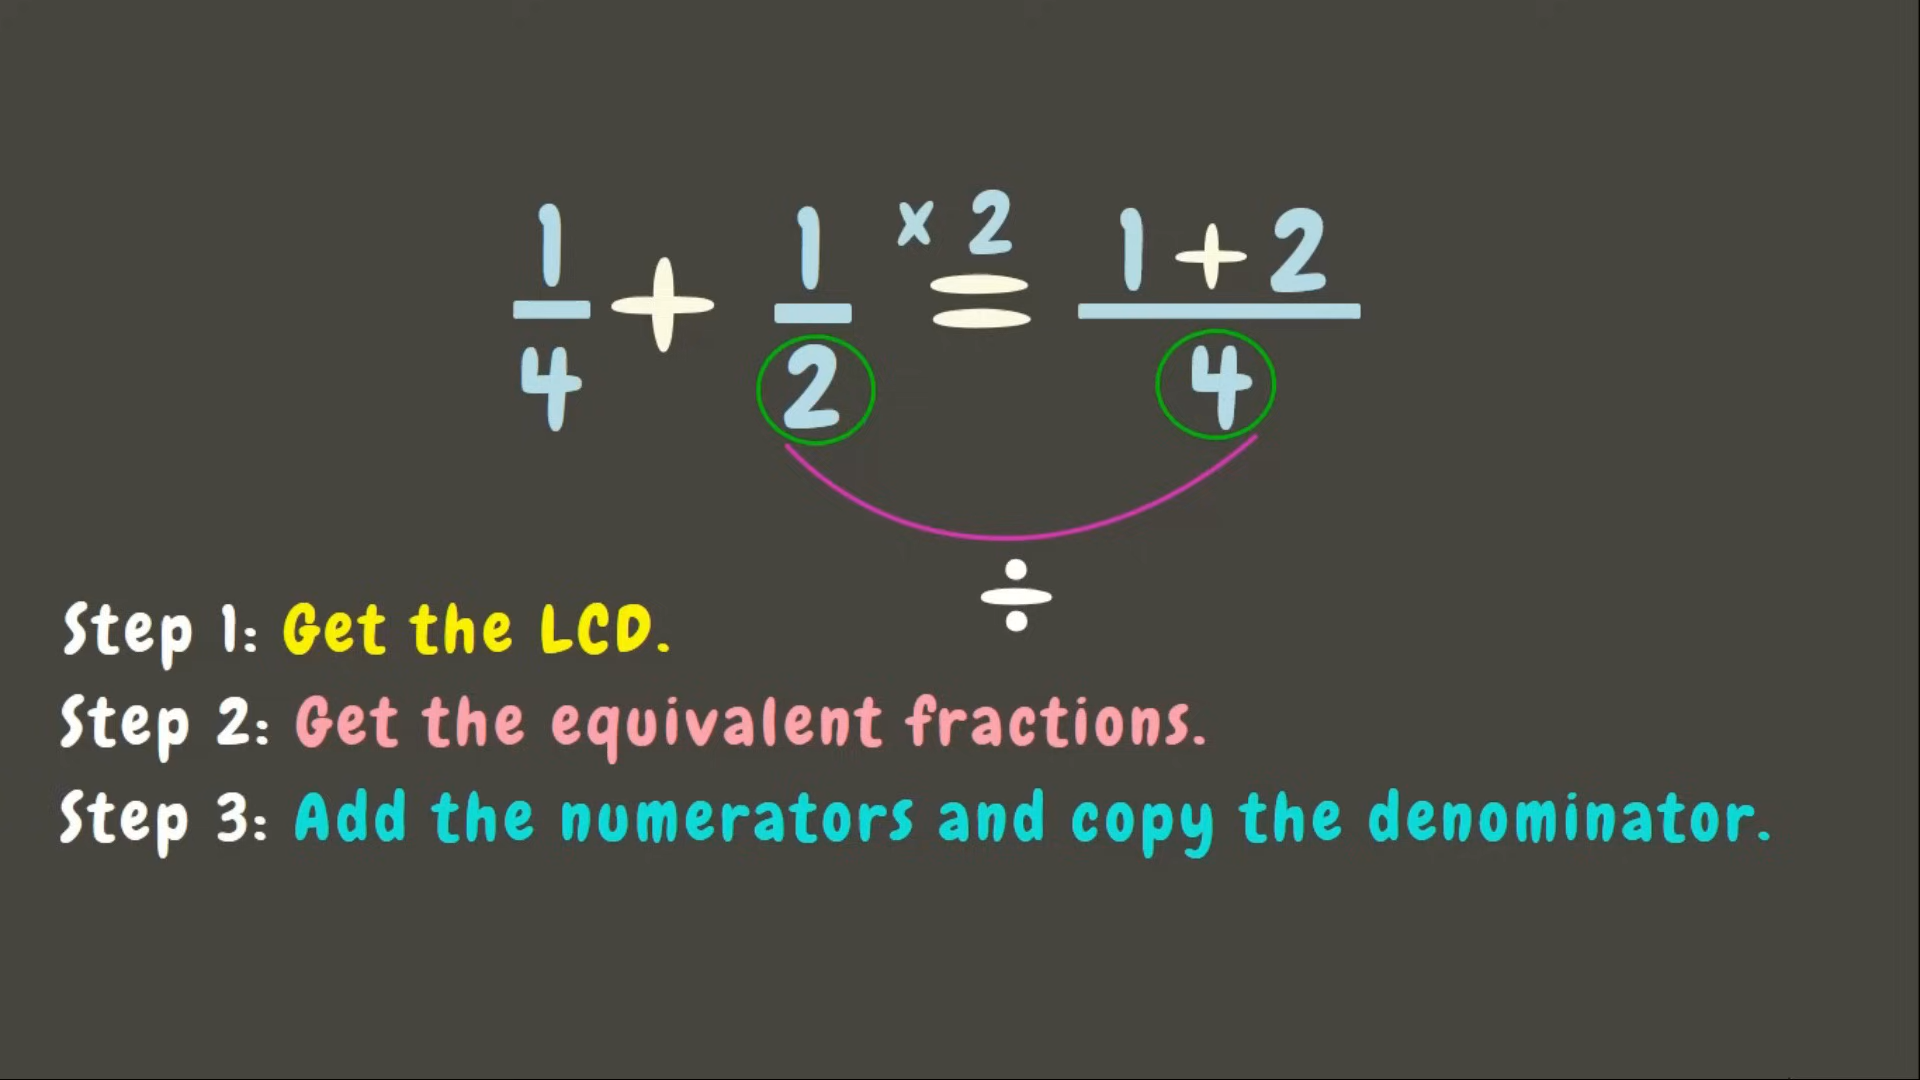 1/4 + 1/2 × 2 = 1 + 2/4
÷
Step 1: Get the LCD.
Step 2: Get the equivalent fractions.
Step 3: Add the numerators and copy the denominator.